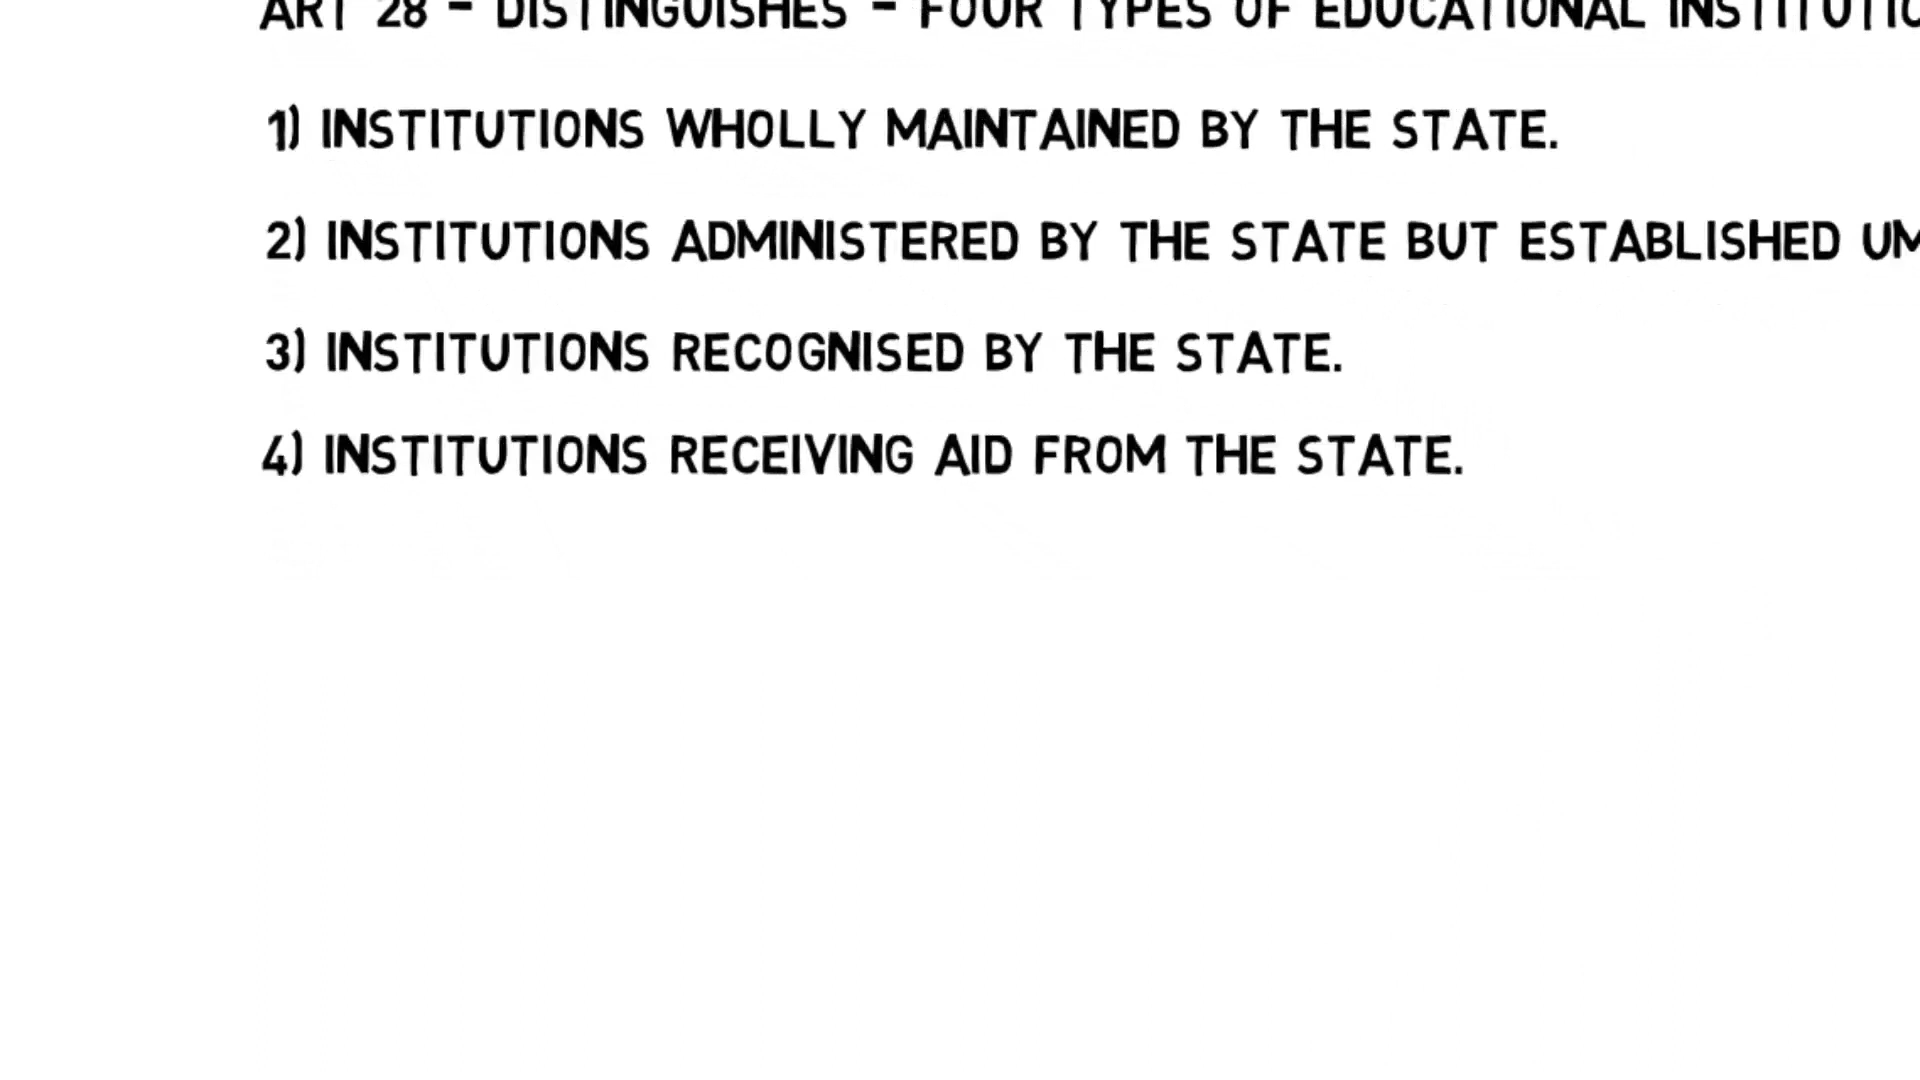 ART 28 - DISTINGUISHES - FOUR TYPES OF EDUCATIONAL
1) INSTITUTIONS WHOLLY MAINTAINED BY THE STATE.
2) INSTITUTIONS ADMINISTERED BY THE STATE BUT ESTABLISHED
3) INSTITUTIONS RECOGNISED BY THE STATE.
4) INSTITUTIONS RECEIVING AID FROM THE STATE.